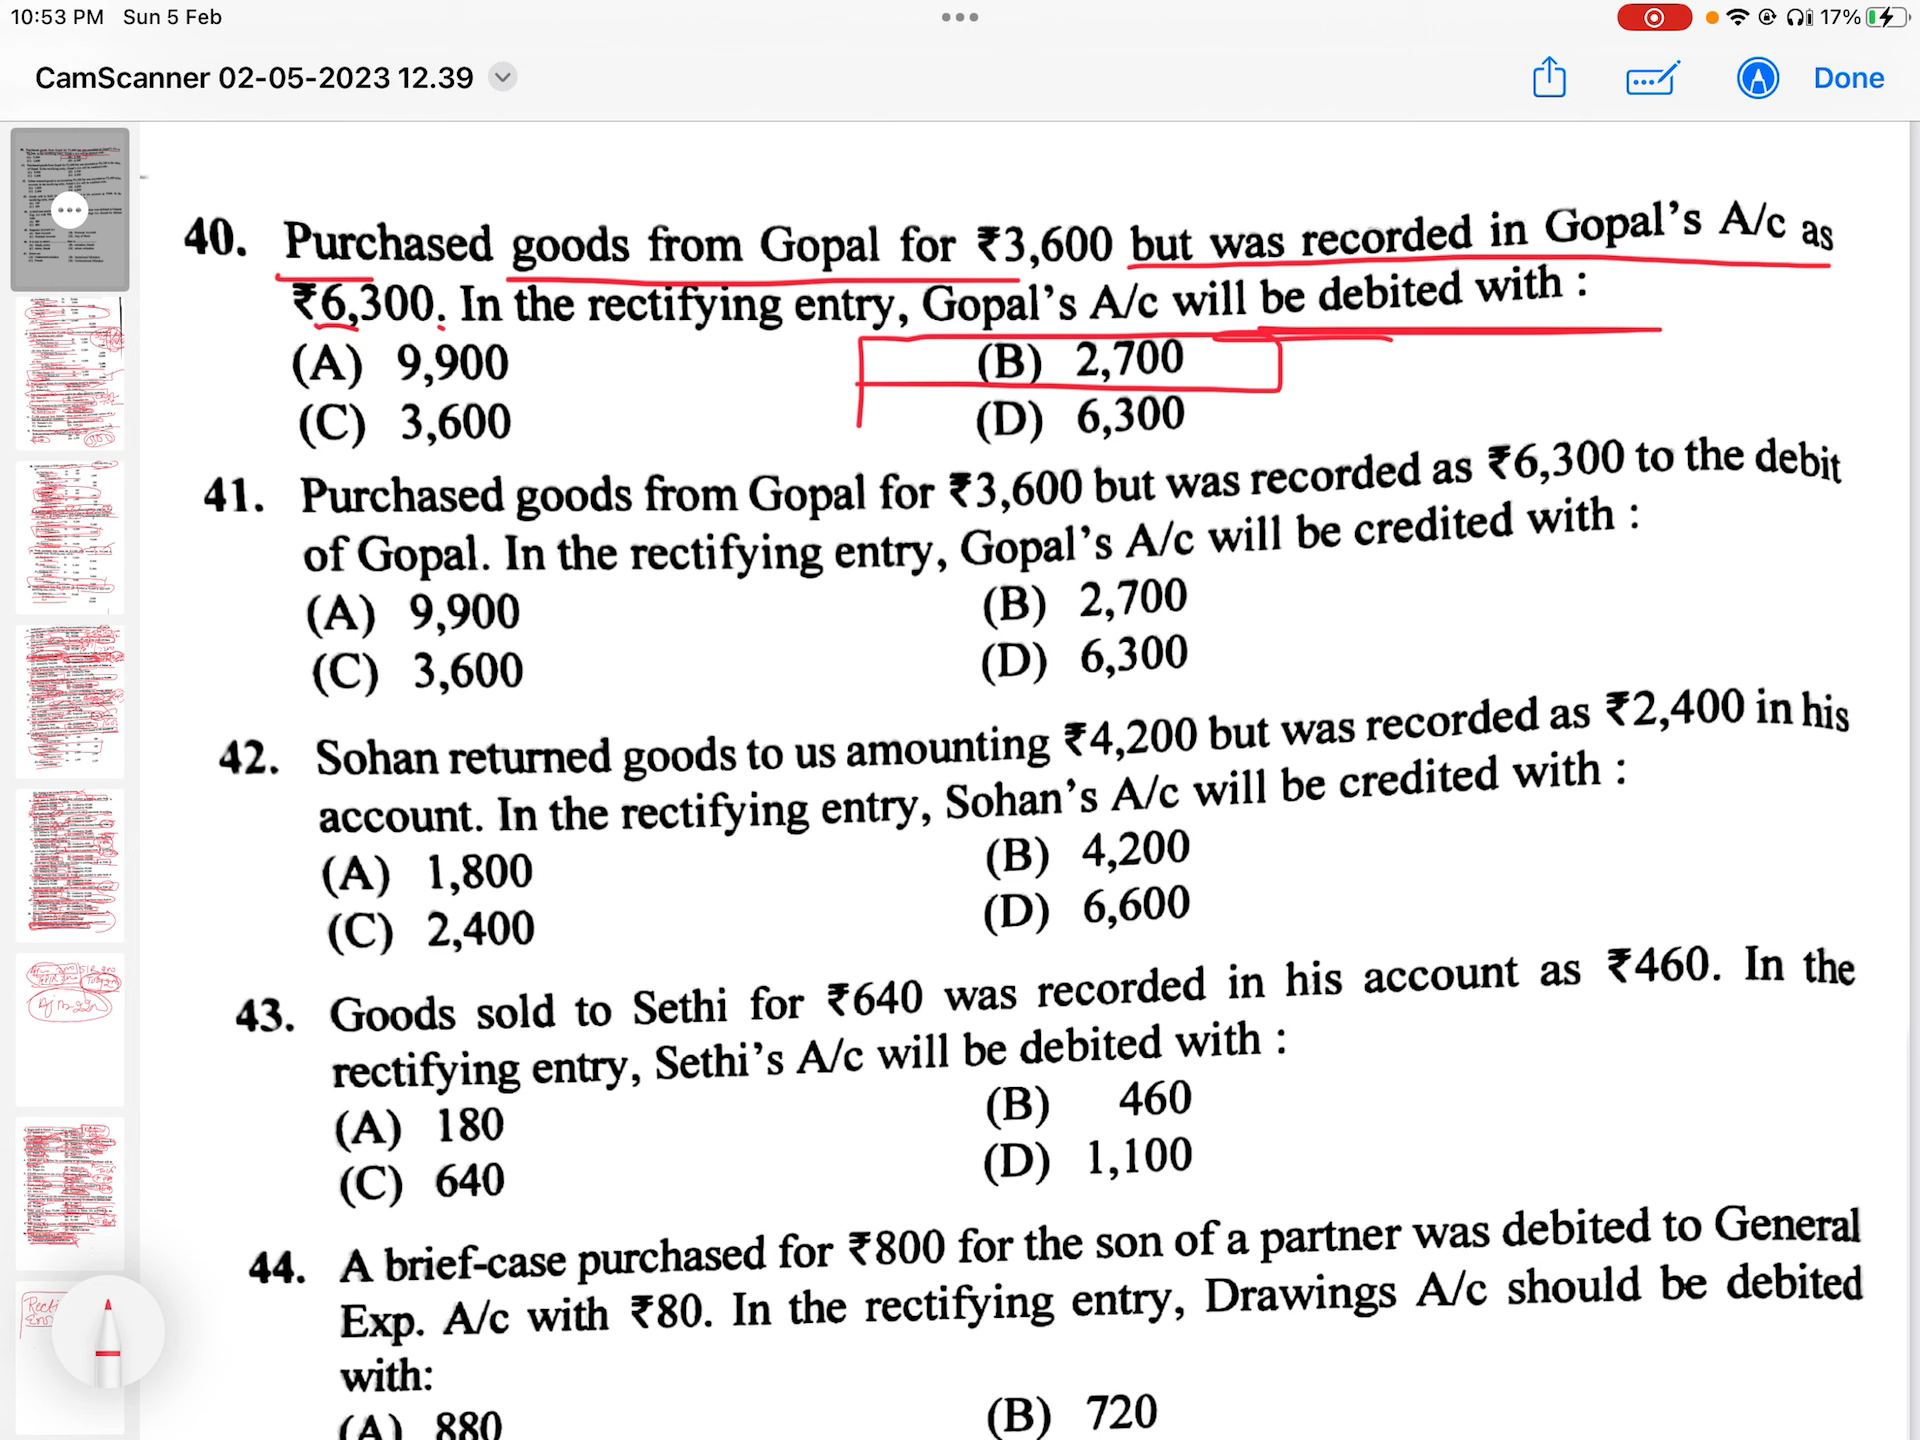 10:53 PM Sun 5 Feb
17%
CamScanner 02-05-2023 12.39
Done
40. Purchased goods from Gopal for ₹3,600 but was recorded in Gopal's A/c as
₹6,300. In the rectifying entry, Gopal's A/c will be debited with :
(A) 9,900 (B) 2,700
(C) 3,600 (D) 6,300
41. Purchased goods from Gopal for ₹3,600 but was recorded as ₹6,300 to the debit
of Gopal. In the rectifying entry, Gopal's A/c will be credited with :
(A) 9,900 (B) 2,700
(C) 3,600 (D) 6,300
42. Sohan returned goods to us amounting ₹4,200 but was recorded as ₹2,400 in his
account. In the rectifying entry, Sohan's A/c will be credited with :
(A) 1,800 (B) 4,200
(C) 2,400 (D) 6,600
43. Goods sold to Sethi for ₹640 was recorded in his account as ₹460. In the
rectifying entry, Sethi's A/c will be debited with :
(A) 180 (B) 460
(C) 640 (D) 1,100
44. A brief-case purchased for ₹800 for the son of a partner was debited to General
Exp. A/c with ₹80. In the rectifying entry, Drawings A/c should be debited
with:
(A) 880 (B) 720